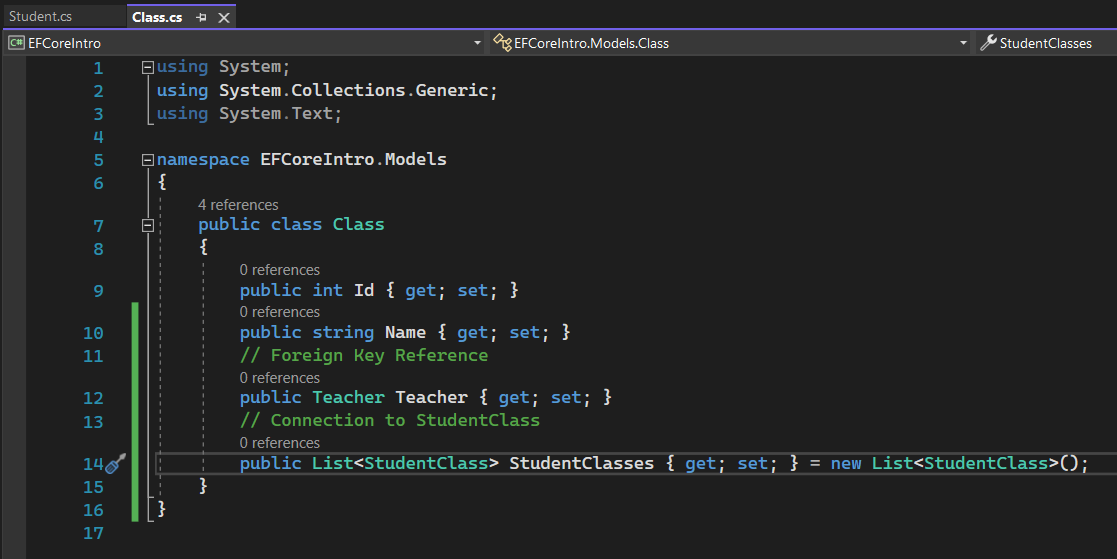 Student.cs Class.cs
C# EFCoreIntro EFCoreIntro.Models.Class StudentClasses
1 using System;
2 using System.Collections.Generic;
3 using System.Text;
4
5 namespace EFCoreIntro.Models
6 {
4 references
7 public class Class
8 {
0 references
9 public int Id { get; set; }
0 references
10 public string Name { get; set; }
11 // Foreign Key Reference
0 references
12 public Teacher Teacher { get; set; }
13 // Connection to StudentClass
0 references
14 public List<StudentClass> StudentClasses { get; set; } = new List<StudentClass>();
15 }
16 }
17